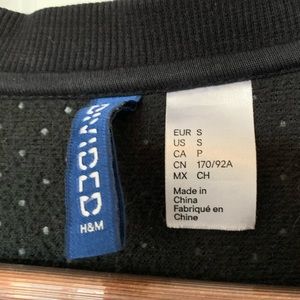 DIVIDED
H&M
EUR S
US S
CA P
CN 170/92A
MX CH
Made in
China
Fabriqué en
Chine